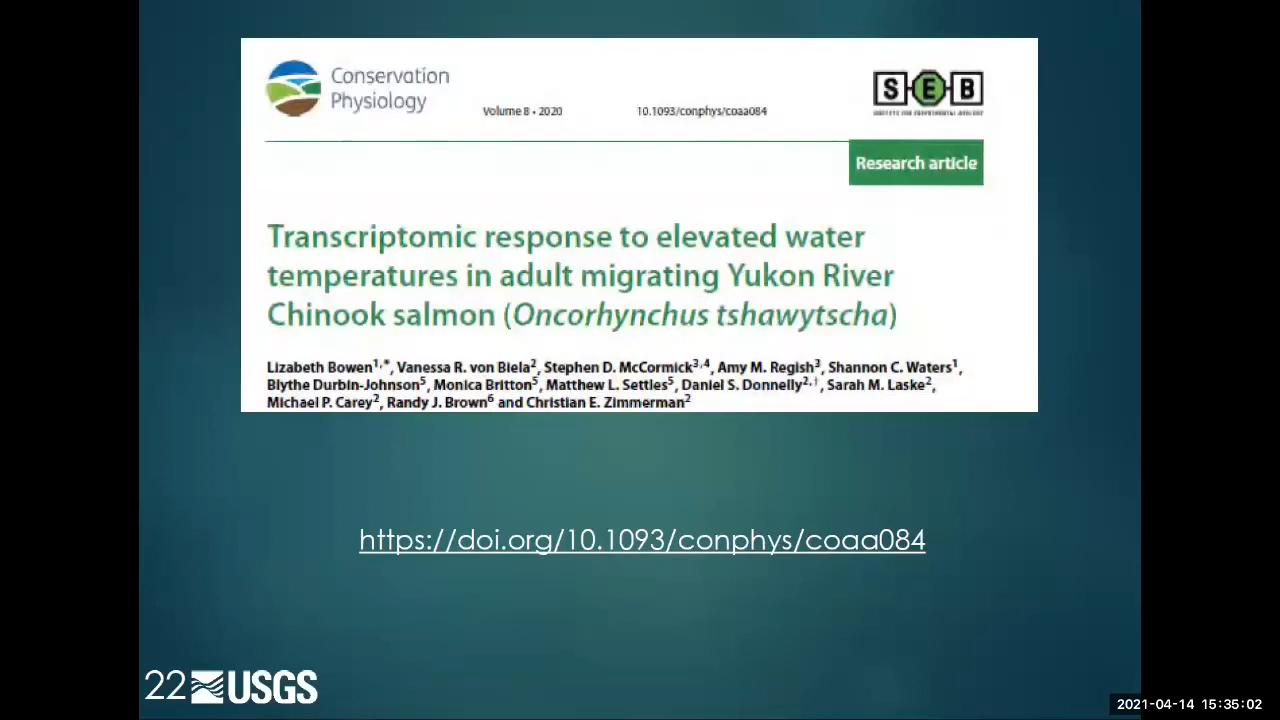 Conservation
Physiology
Volume 8 • 2020
10.1093/conphys/coaa084
S E B
Research article
Transcriptomic response to elevated water
temperatures in adult migrating Yukon River
Chinook salmon (Oncorhynchus tshawytscha)
Lizabeth Bowen1,*, Vanessa R. von Biela2, Stephen D. McCormick3,4, Amy M. Regish3, Shannon C. Waters1,
Blythe Durbin-Johnson5, Monica Britton5, Matthew L. Settles5, Daniel S. Donnelly2,†, Sarah M. Laske2,
Michael P. Carey2, Randy J. Brown6 and Christian E. Zimmerman2
https://doi.org/10.1093/conphys/coaa084
22 USGS
2021-04-14 15:35:02